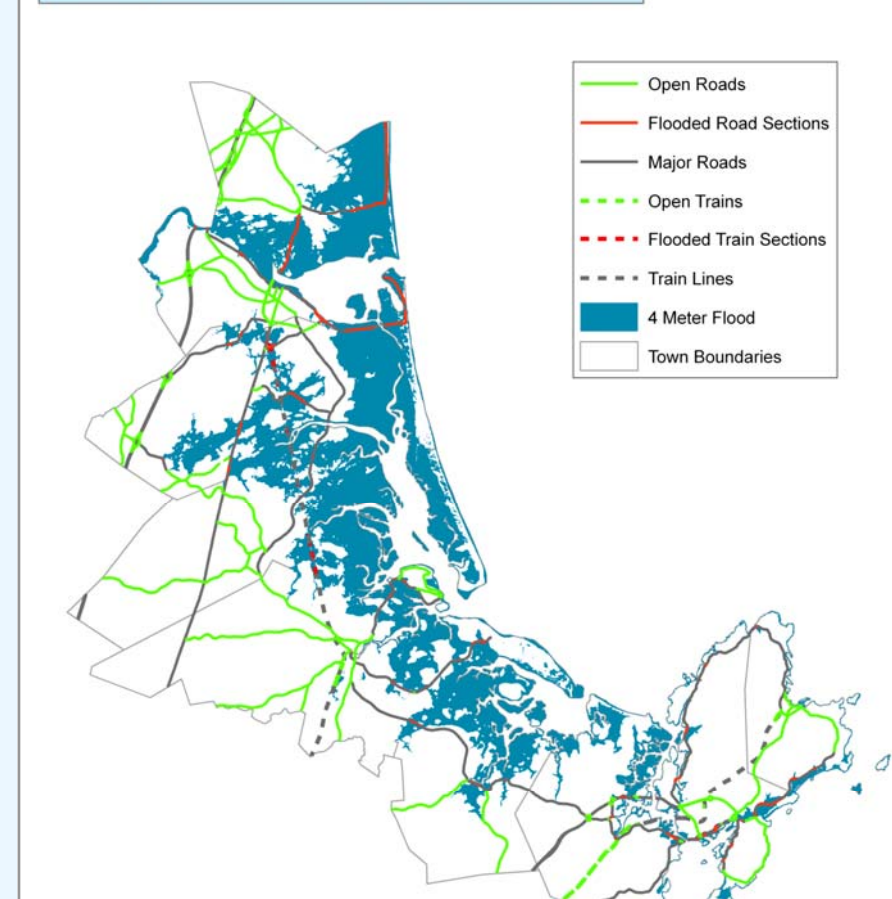 Open Roads
Flooded Road Sections
Major Roads
Open Trains
Flooded Train Sections
Train Lines
4 Meter Flood
Town Boundaries